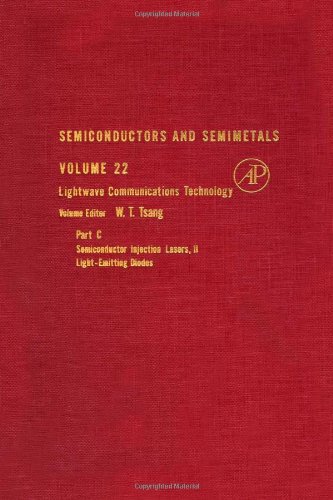 SEMICONDUCTORS AND SEMIMETALS
VOLUME 22
AP
Lightwave Communications Technology
Volume Editor W. T. Tsang
Part C
Semiconductor Injection Lasers, II
Light-Emitting Diodes